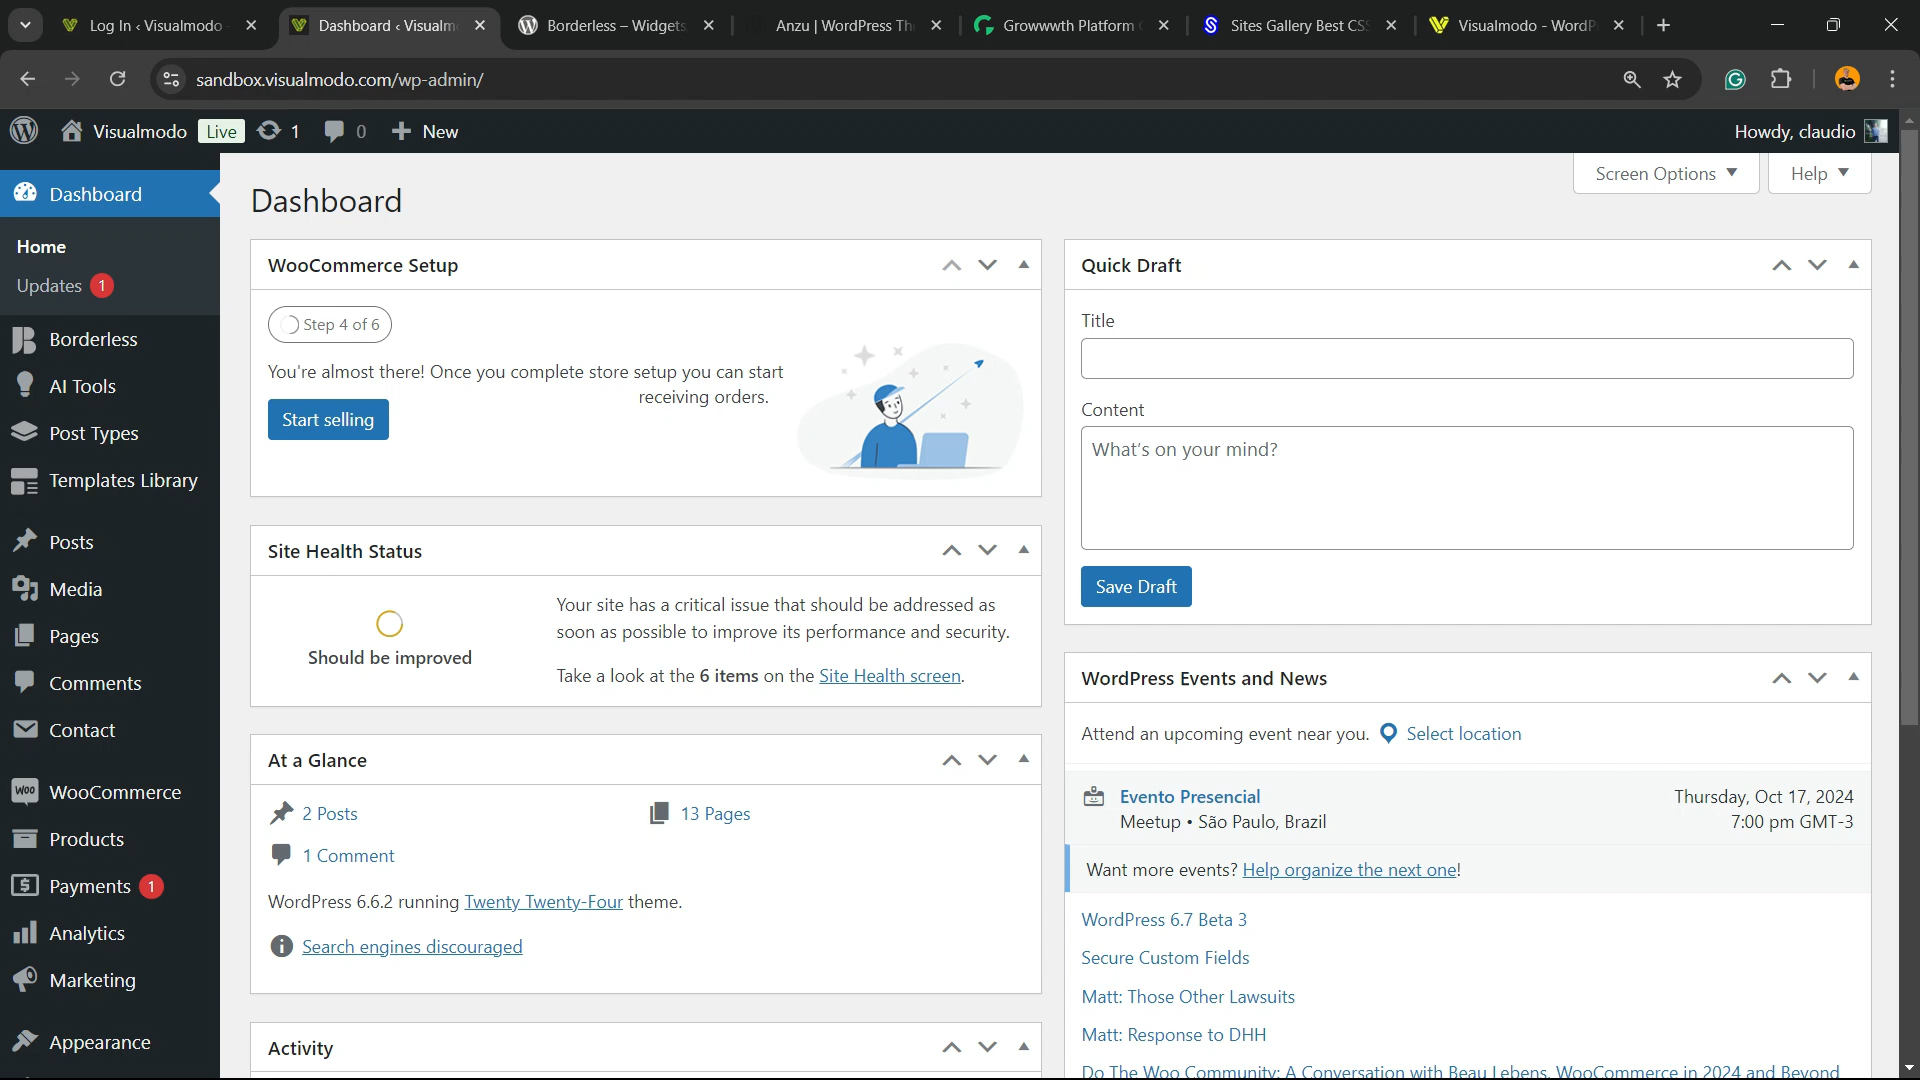 Log In ‹ Visualmodo
Dashboard ‹ Visualm
Borderless – Widgets
Anzu | WordPress Th
Growwwth Platform
Sites Gallery Best CSS
Visualmodo - WordP
sandbox.visualmodo.com/wp-admin/
Visualmodo
Live
1
0
New
Howdy, claudio
Dashboard
Home
Updates 1
Borderless
AI Tools
Post Types
Templates Library
Posts
Media
Pages
Comments
Contact
WooCommerce
Products
Payments 1
Analytics
Marketing
Appearance
Screen Options
Help
Dashboard
WooCommerce Setup
Step 4 of 6
You're almost there! Once you complete store setup you can start
receiving orders.
Start selling
Site Health Status
Should be improved
Your site has a critical issue that should be addressed as
soon as possible to improve its performance and security.
Take a look at the 6 items on the Site Health screen.
At a Glance
2 Posts
13 Pages
1 Comment
WordPress 6.6.2 running Twenty Twenty-Four theme.
Search engines discouraged
Activity
Quick Draft
Title
Content
What's on your mind?
Save Draft
WordPress Events and News
Attend an upcoming event near you. Select location
Evento Presencial
Meetup • São Paulo, Brazil
Thursday, Oct 17, 2024
7:00 pm GMT-3
Want more events? Help organize the next one!
WordPress 6.7 Beta 3
Secure Custom Fields
Matt: Those Other Lawsuits
Matt: Response to DHH
Do The Woo Community: A Conversation with Beau Lebens, WooCommerce in 2024 and Beyond